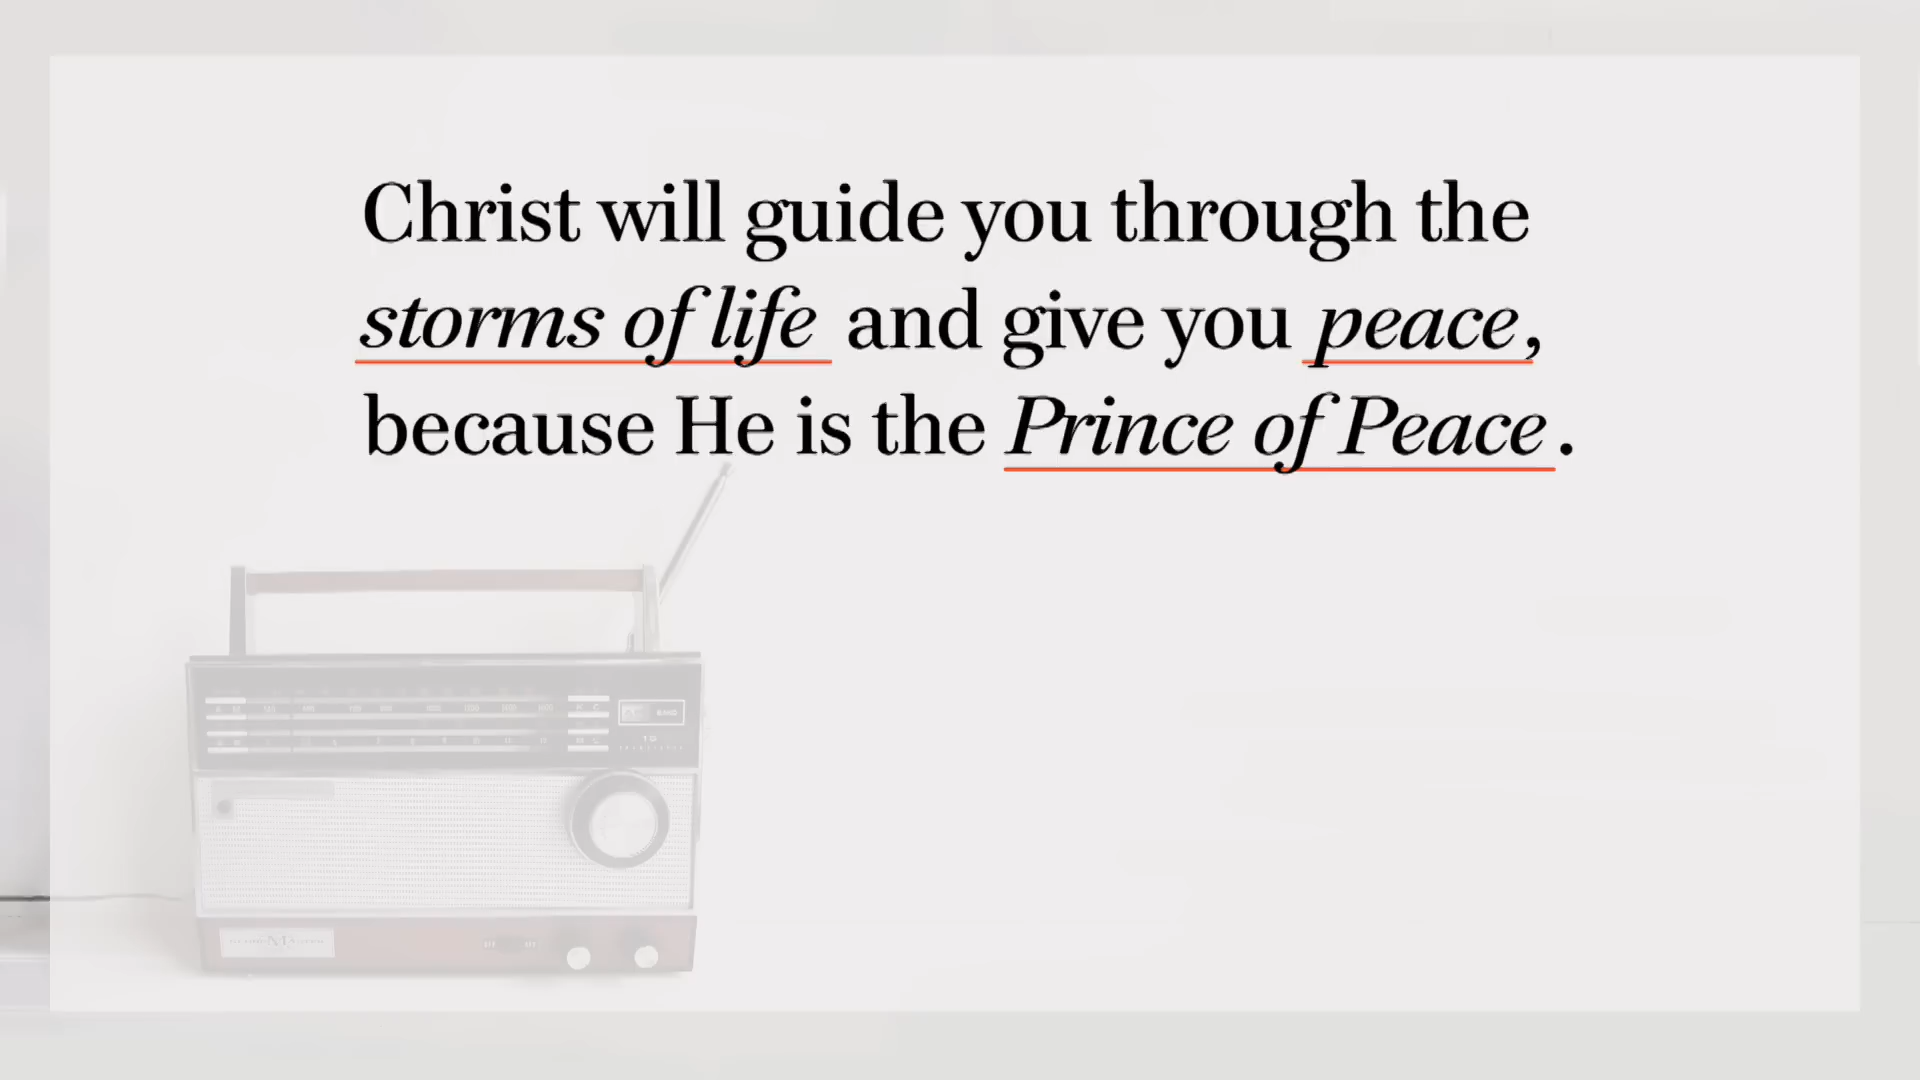 Christ will guide you through the
storms of life and give you peace,
because He is the Prince of Peace.